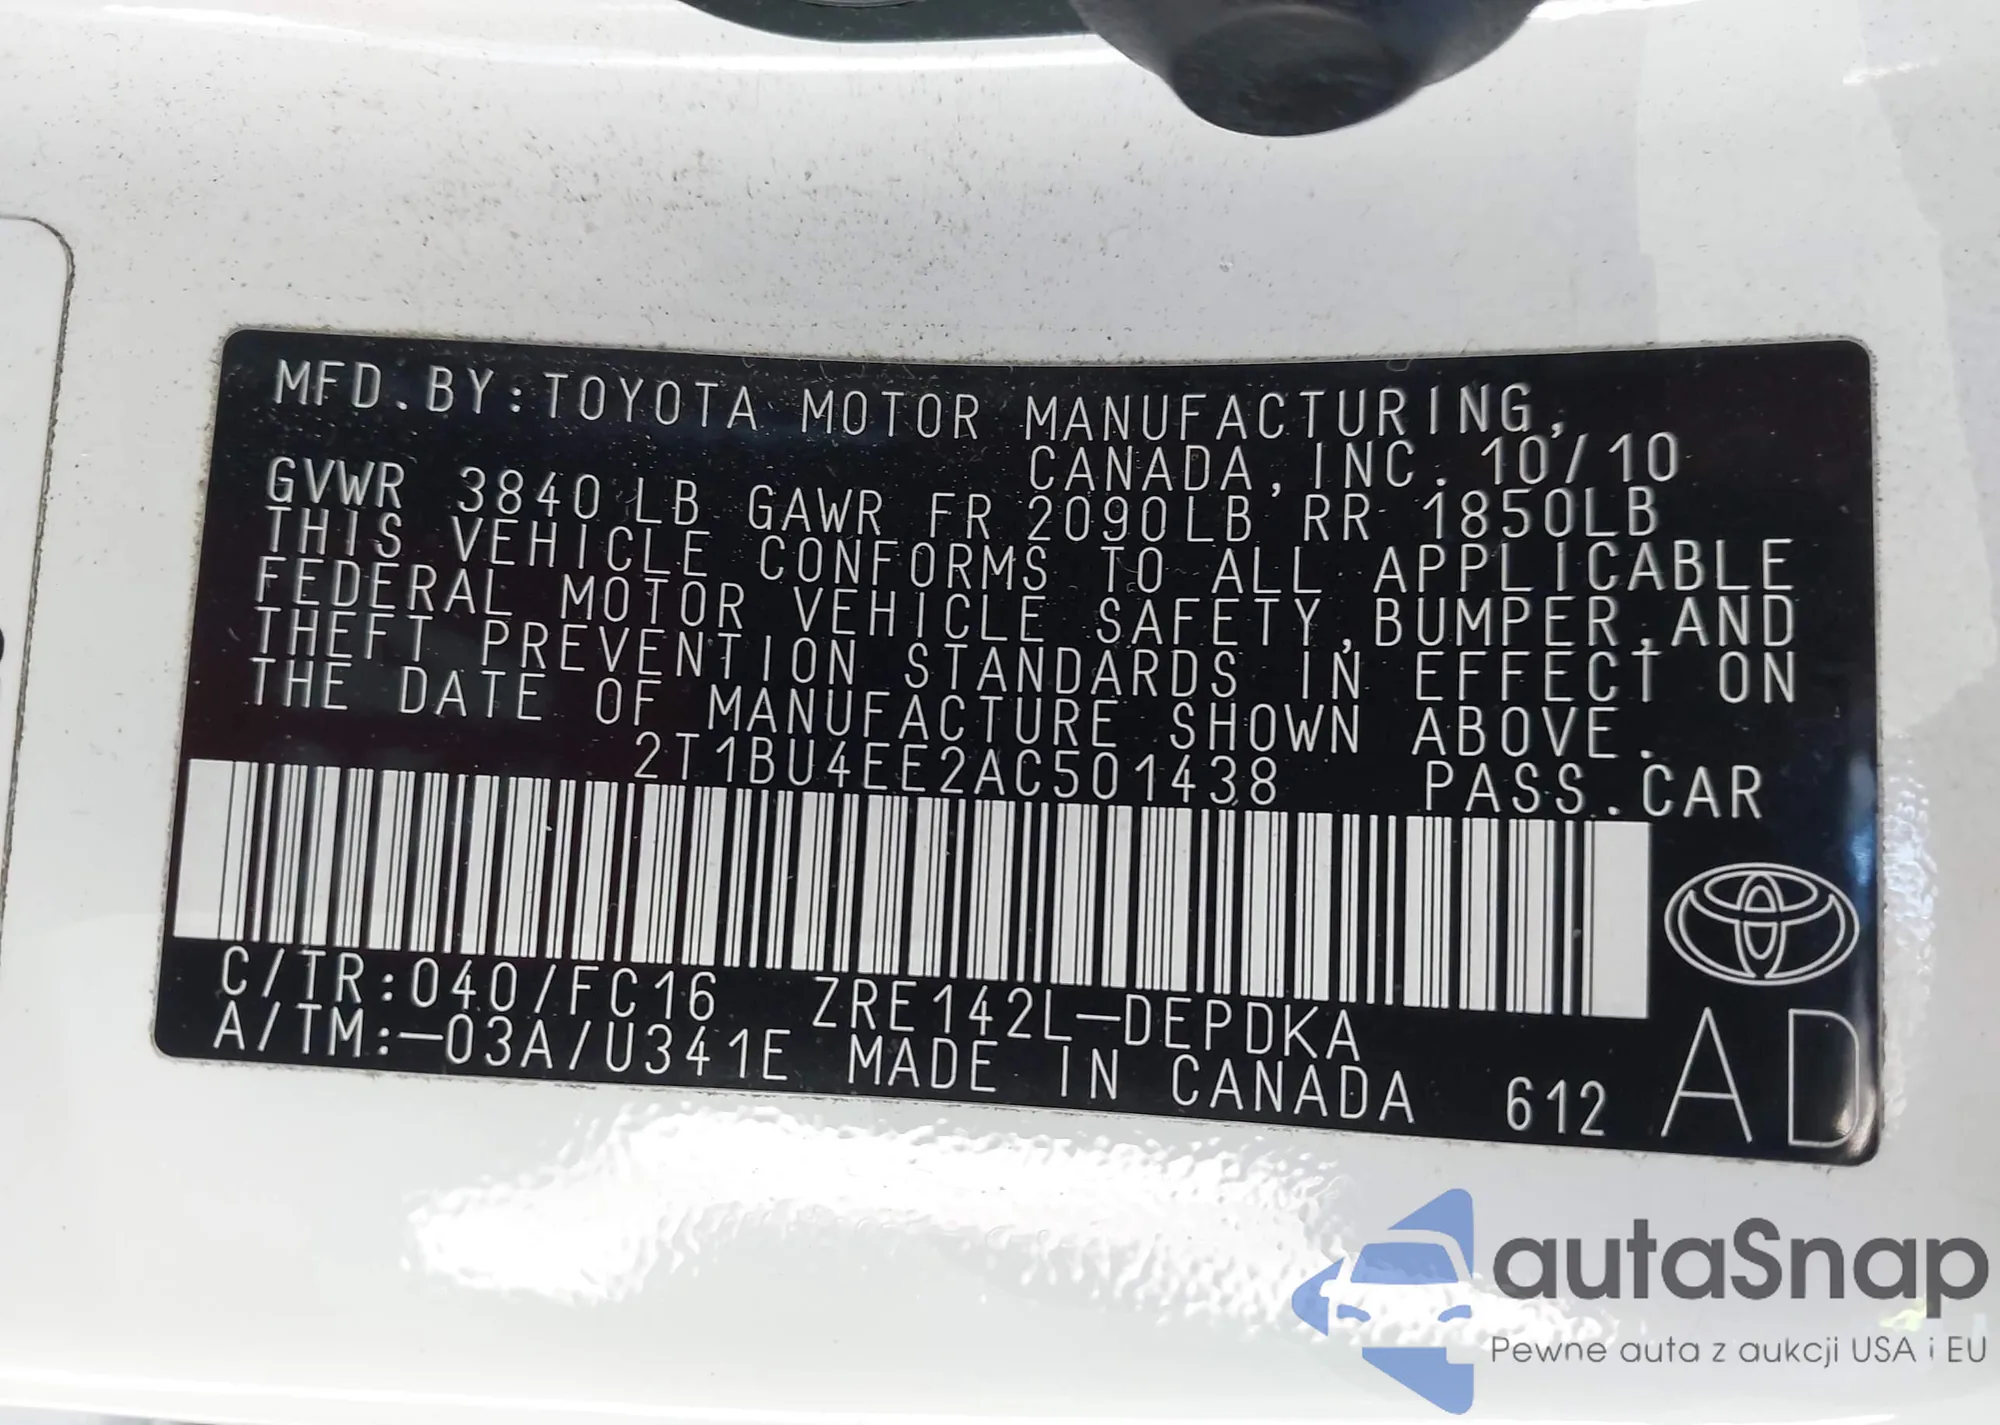 MFD. BY: TOYOTA MOTOR MANUFACTURING,
CANADA, INC. 10/10
GVWR 3840 LB GAWR FR 2090LB RR 1850LB
THIS VEHICLE CONFORMS TO ALL APPLICABLE
FEDERAL MOTOR VEHICLE SAFETY, BUMPER, AND
THEFT PREVENTION STANDARDS IN EFFECT ON
THE DATE OF MANUFACTURE SHOWN ABOVE.
2T1BU4EE2AC501438 PASS. CAR
C/TR: 040/FC16 ZRE142L-DEPDKA
A/TM:-03A/U341E MADE IN CANADA 612 AD
autaSnap
Pewne auta z aukcji USA i EU